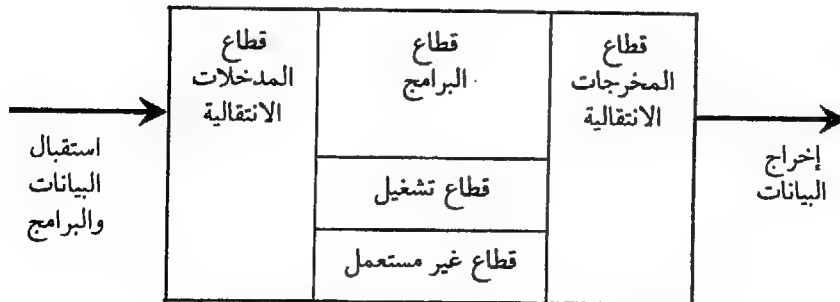 قطاع
المدخلات
الانتقالية
قطاع
البرامج
قطاع
المخرجات
الانتقالية
استقبال
البيانات
والبرامج
إخراج
البيانات
قطاع تشغيل
قطاع غير مستعمل